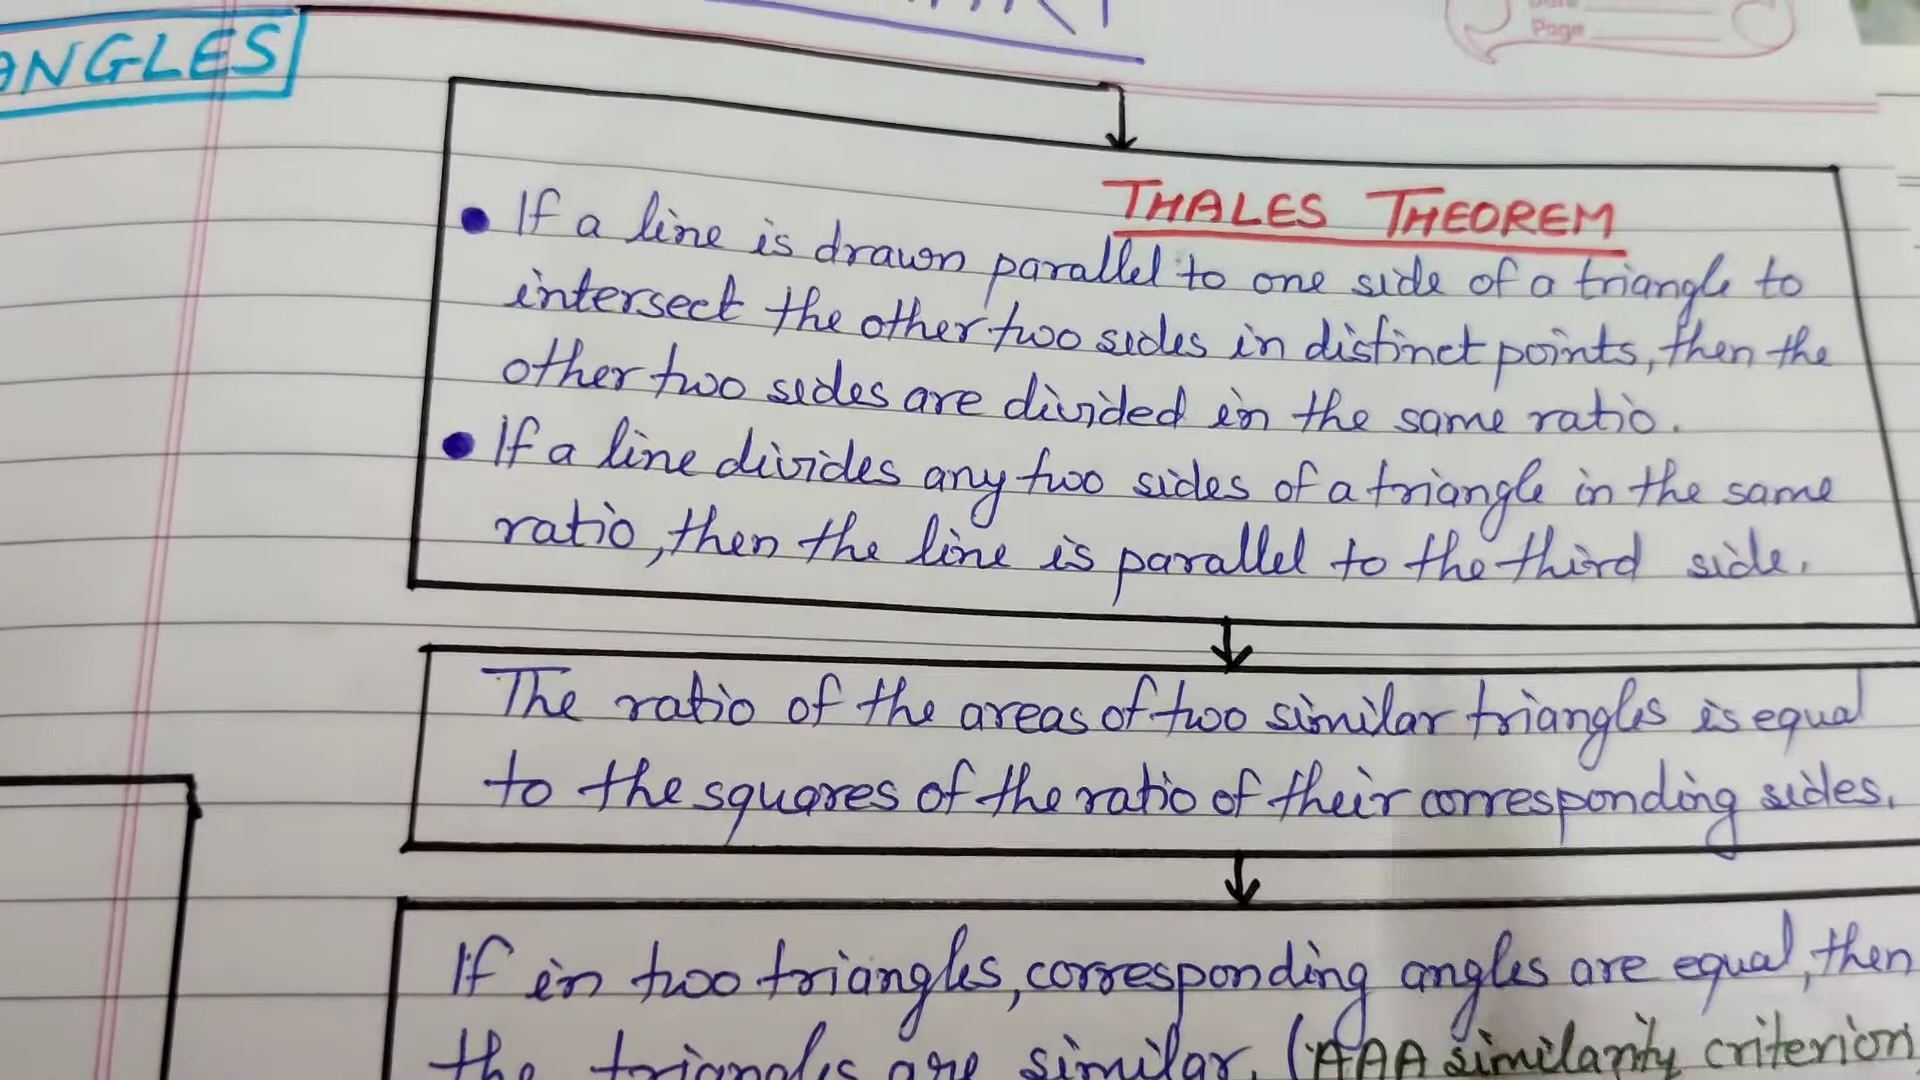 ANGLES
Page
THALES THEOREM
• If a line is drawn parallel to one side of a triangle to
intersect the other two sides in distinct points, then the
other two sides are divided in the same ratio.
• If a line divides any two sides of a triangle in the same
ratio, then the line is parallel to the third side.
The ratio of the areas of two similar triangles is equal
to the squares of the ratio of their corresponding sides.
If in two triangles, corresponding angles are equal, then
the triangles are similar. (AAA similarity criterion